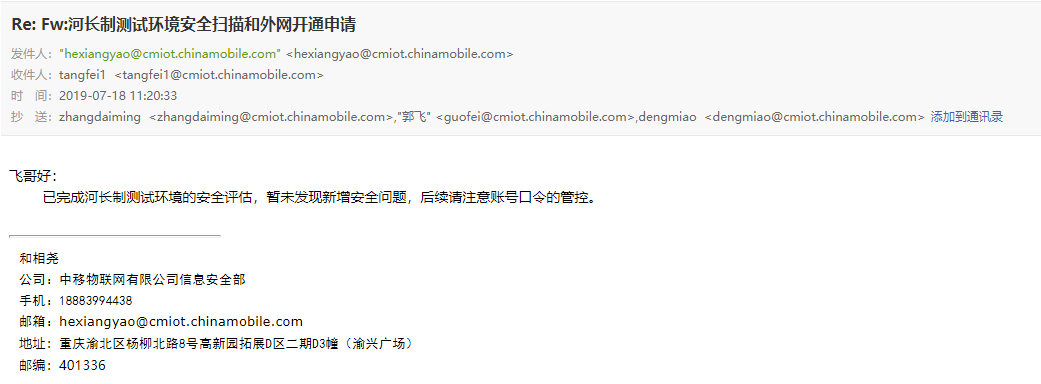 Re: Fw:河长制测试环境安全扫描和外网开通申请
发件人："hexiangyao@cmiot.chinamobile.com" <hexiangyao@cmiot.chinamobile.com>
收件人：tangfei1 <tangfei1@cmiot.chinamobile.com>
时 间：2019-07-18 11:20:33
抄 送：zhangdaiming <zhangdaiming@cmiot.chinamobile.com>,"郭飞" <guofei@cmiot.chinamobile.com>,dengmiao <dengmiao@cmiot.chinamobile.com> 添加到通讯录
飞哥好：
已完成河长制测试环境的安全评估，暂未发现新增安全问题，后续请注意账号口令的管控。
和相尧
公司：中移物联网有限公司信息安全部
手机：18883994438
邮箱：hexiangyao@cmiot.chinamobile.com
地址：重庆渝北区杨柳北路8号高新园拓展D区二期D3幢（渝兴广场）
邮编：401336